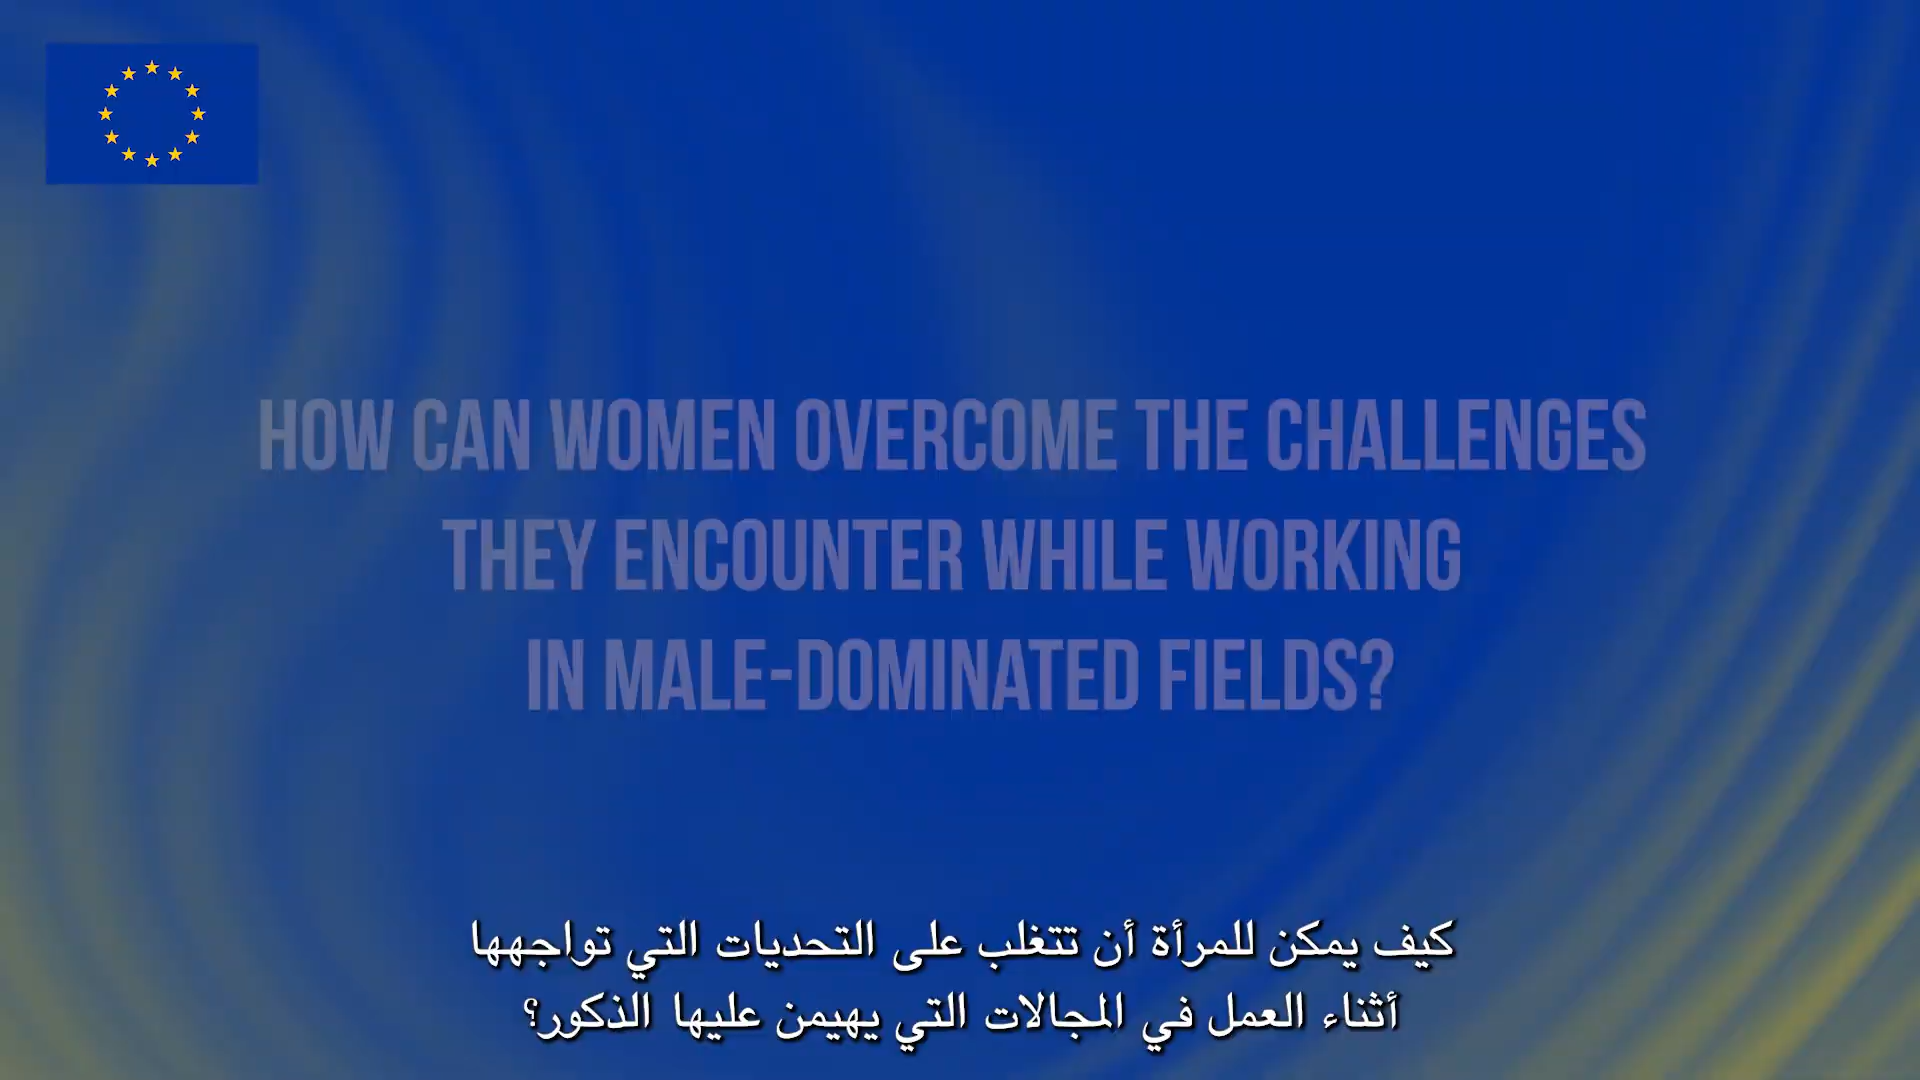 HOW CAN WOMEN OVERCOME THE CHALLENGES
THEY ENCOUNTER WHILE WORKING
IN MALE-DOMINATED FIELDS?
كيف يمكن للمرأة أن تتغلب على التحديات التي تواجهها
أثناء العمل في المجالات التي يهيمن عليها الذكور؟